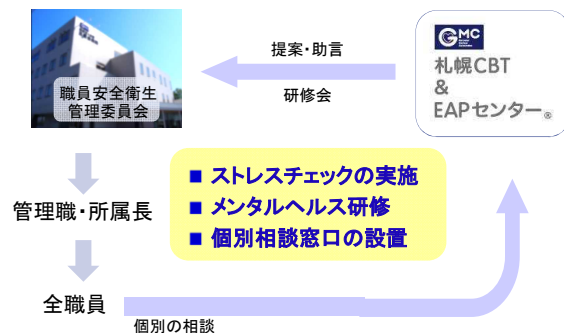 提案・助言
研修会
職員安全衛生
管理委員会
GMC
札幌CBT
&
EAPセンター®
■ ストレスチェックの実施
■ メンタルヘルス研修
■ 個別相談窓口の設置
管理職・所属長
全職員
個別の相談